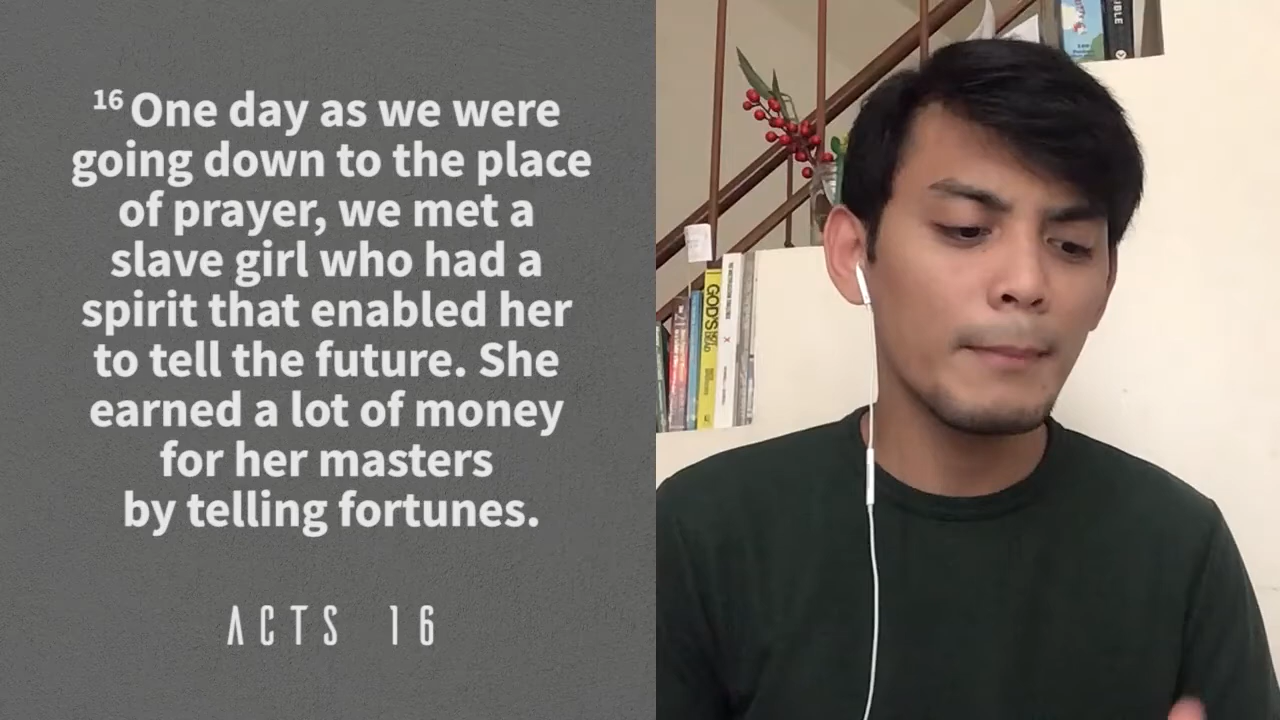 16 One day as we were
going down to the place
of prayer, we met a
slave girl who had a
spirit that enabled her
to tell the future. She
earned a lot of money
for her masters
by telling fortunes.
ACTS 16
GOD'S